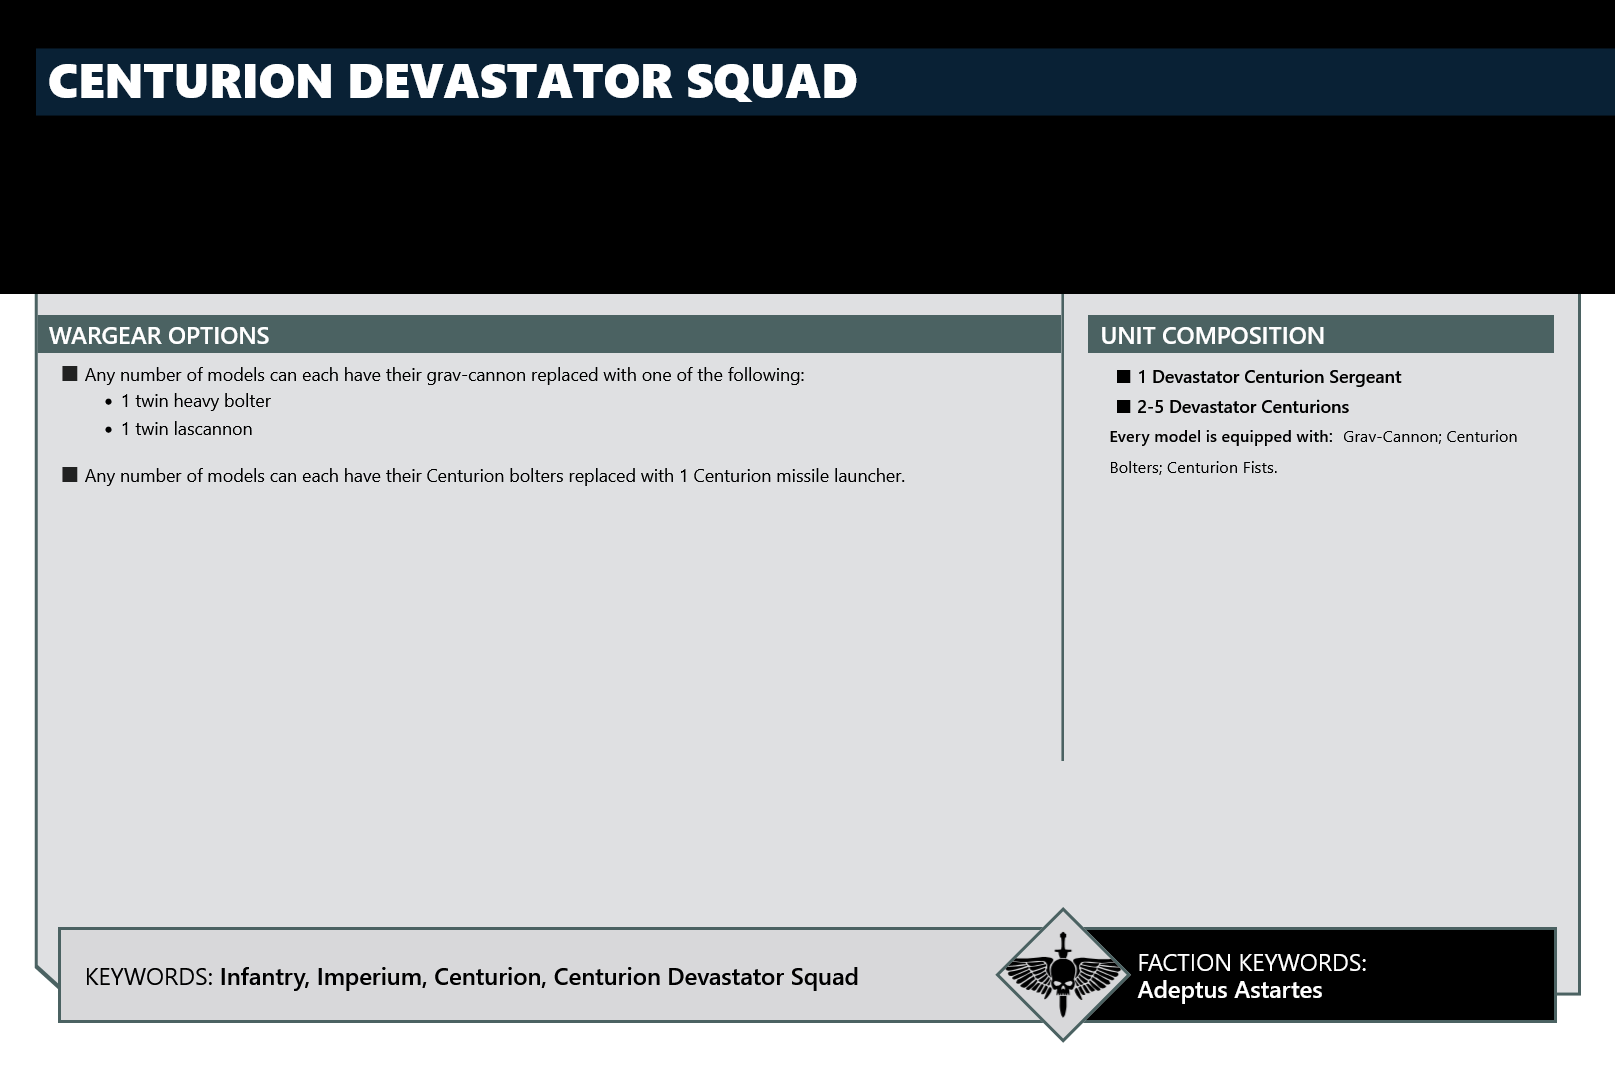 CENTURION DEVASTATOR SQUAD
WARGEAR OPTIONS
■ Any number of models can each have their grav-cannon replaced with one of the following:
• 1 twin heavy bolter
• 1 twin lascannon
■ Any number of models can each have their Centurion bolters replaced with 1 Centurion missile launcher.
UNIT COMPOSITION
■ 1 Devastator Centurion Sergeant
■ 2-5 Devastator Centurions
Every model is equipped with: Grav-Cannon; Centurion
Bolters; Centurion Fists.
KEYWORDS: Infantry, Imperium, Centurion, Centurion Devastator Squad
FACTION KEYWORDS:
Adeptus Astartes